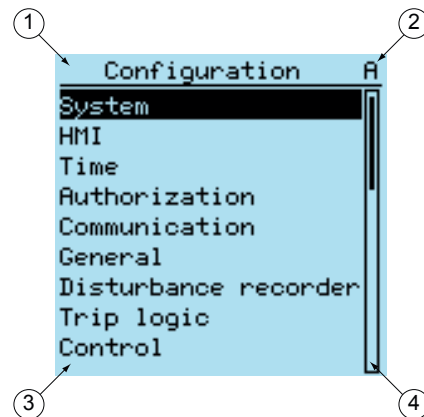 1
2
Configuration A
System
HMI
Time
Authorization
Communication
General
Disturbance recorder
Trip logic
Control
3
4